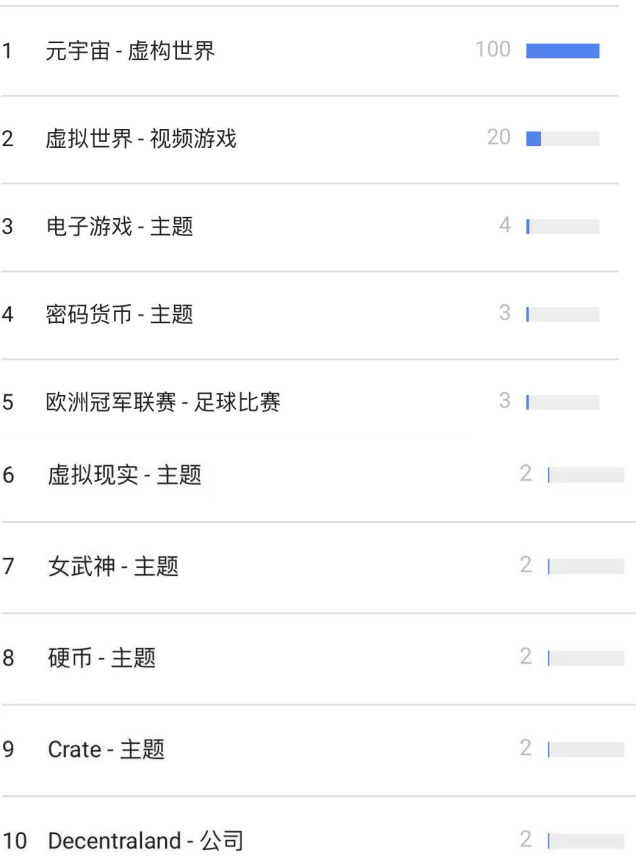 1 元宇宙 - 虚构世界 100
2 虚拟世界 - 视频游戏 20
3 电子游戏 - 主题 4
4 密码货币 - 主题 3
5 欧洲冠军联赛 - 足球比赛 3
6 虚拟现实 - 主题 2
7 女武神 - 主题 2
8 硬币 - 主题 2
9 Crate - 主题 2
10 Decentraland - 公司 2